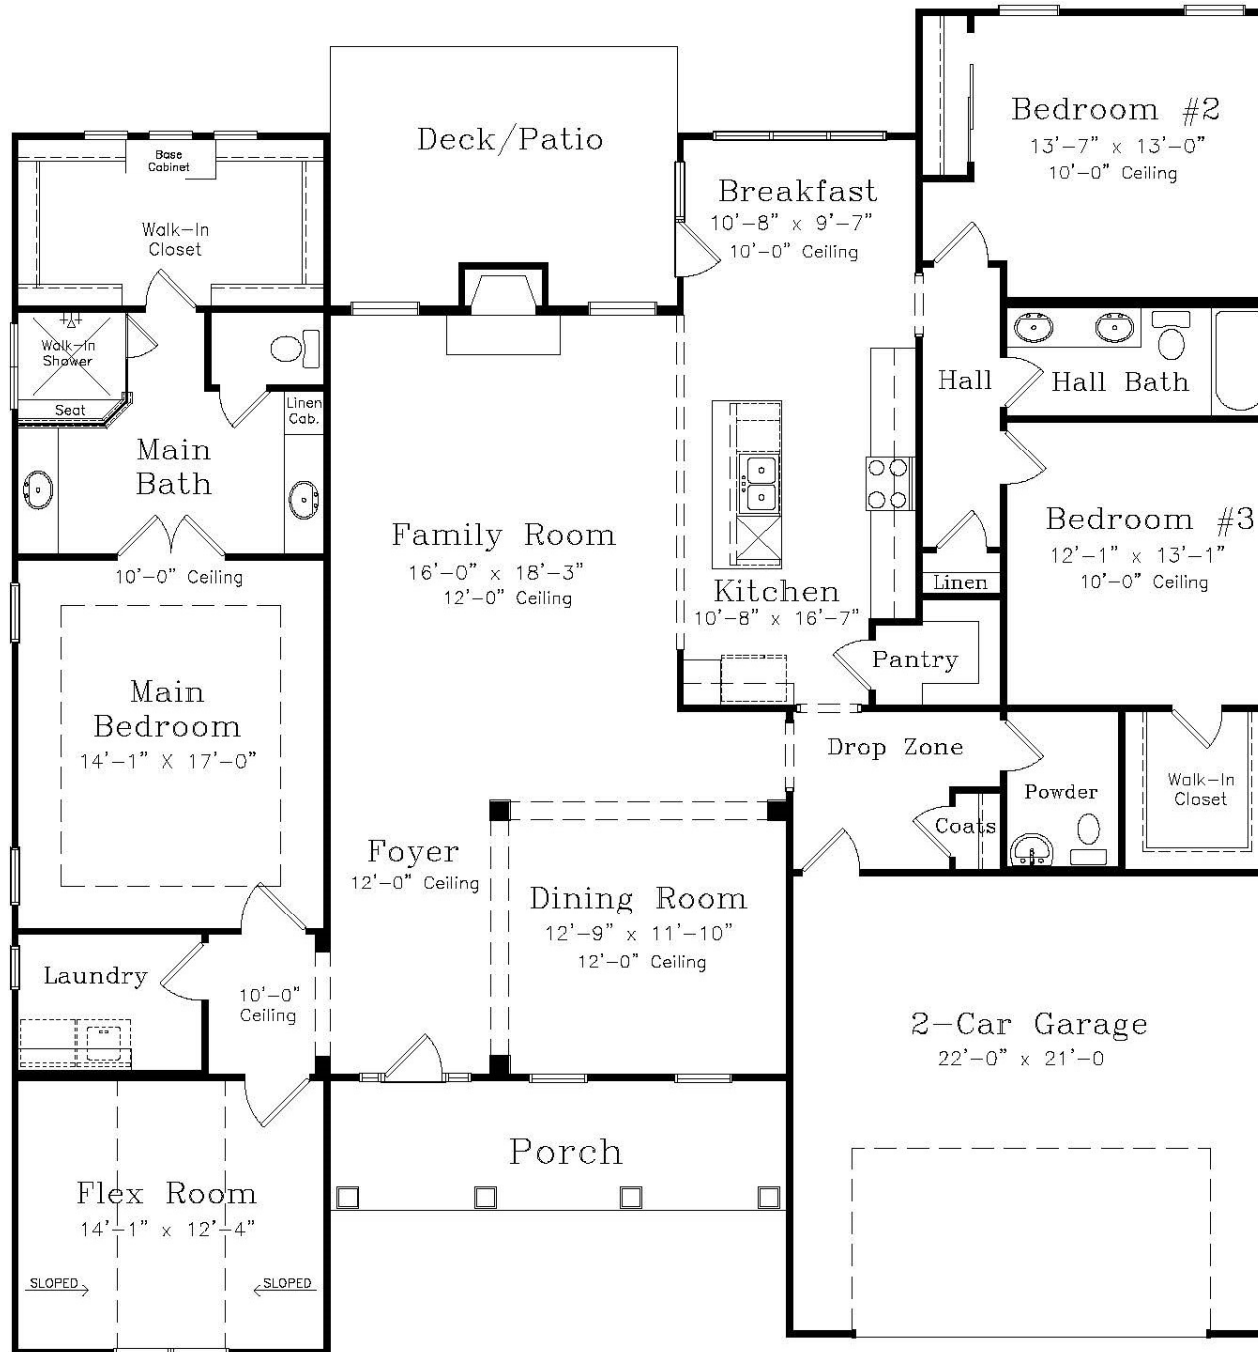 Bedroom #2
13'-7" x 13'-0"
10'-0" Ceiling
Deck/Patio
Base
Cabinet
Walk-In
Closet
Breakfast
10'-8" x 9'-7"
10'-0" Ceiling
Walk-In
Shower
Seat
Linen
Cab.
Main
Bath
10'-0" Ceiling
Hall
Hall Bath
Family Room
16'-0" x 18'-3"
12'-0" Ceiling
Kitchen
10'-8" x 16'-7"
Linen
Bedroom #3
12'-1" x 13'-1"
10'-0" Ceiling
Pantry
Main
Bedroom
14'-1" X 17'-0"
Drop Zone
Powder
Walk-In
Closet
Coats
Foyer
12'-0" Ceiling
Dining Room
12'-9" x 11'-10"
12'-0" Ceiling
Laundry
10'-0"
Ceiling
2-Car Garage
22'-0" x 21'-0
Porch
Flex Room
14'-1" x 12'-4"
SLOPED
SLOPED